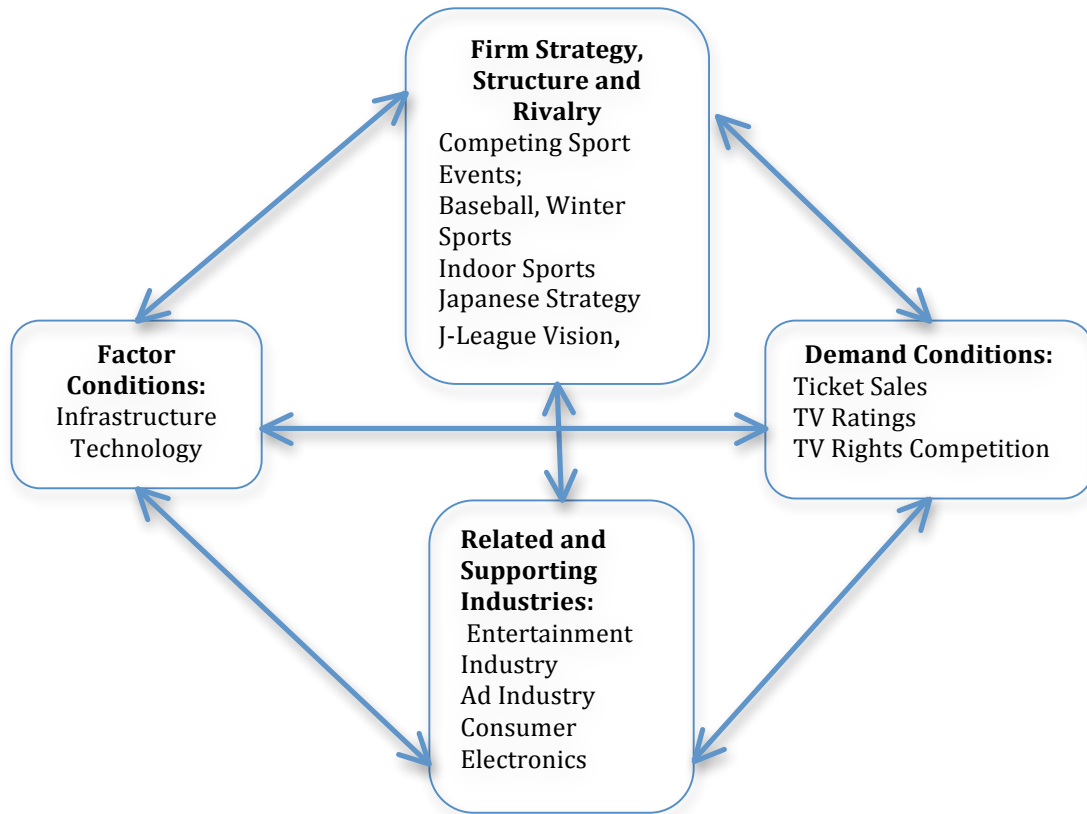 Firm Strategy,
Structure and
Rivalry
Competing Sport
Events;
Baseball, Winter
Sports
Indoor Sports
Japanese Strategy
J-League Vision,
Factor
Conditions:
Infrastructure
Technology
Demand Conditions:
Ticket Sales
TV Ratings
TV Rights Competition
Related and
Supporting
Industries:
Entertainment
Industry
Ad Industry
Consumer
Electronics